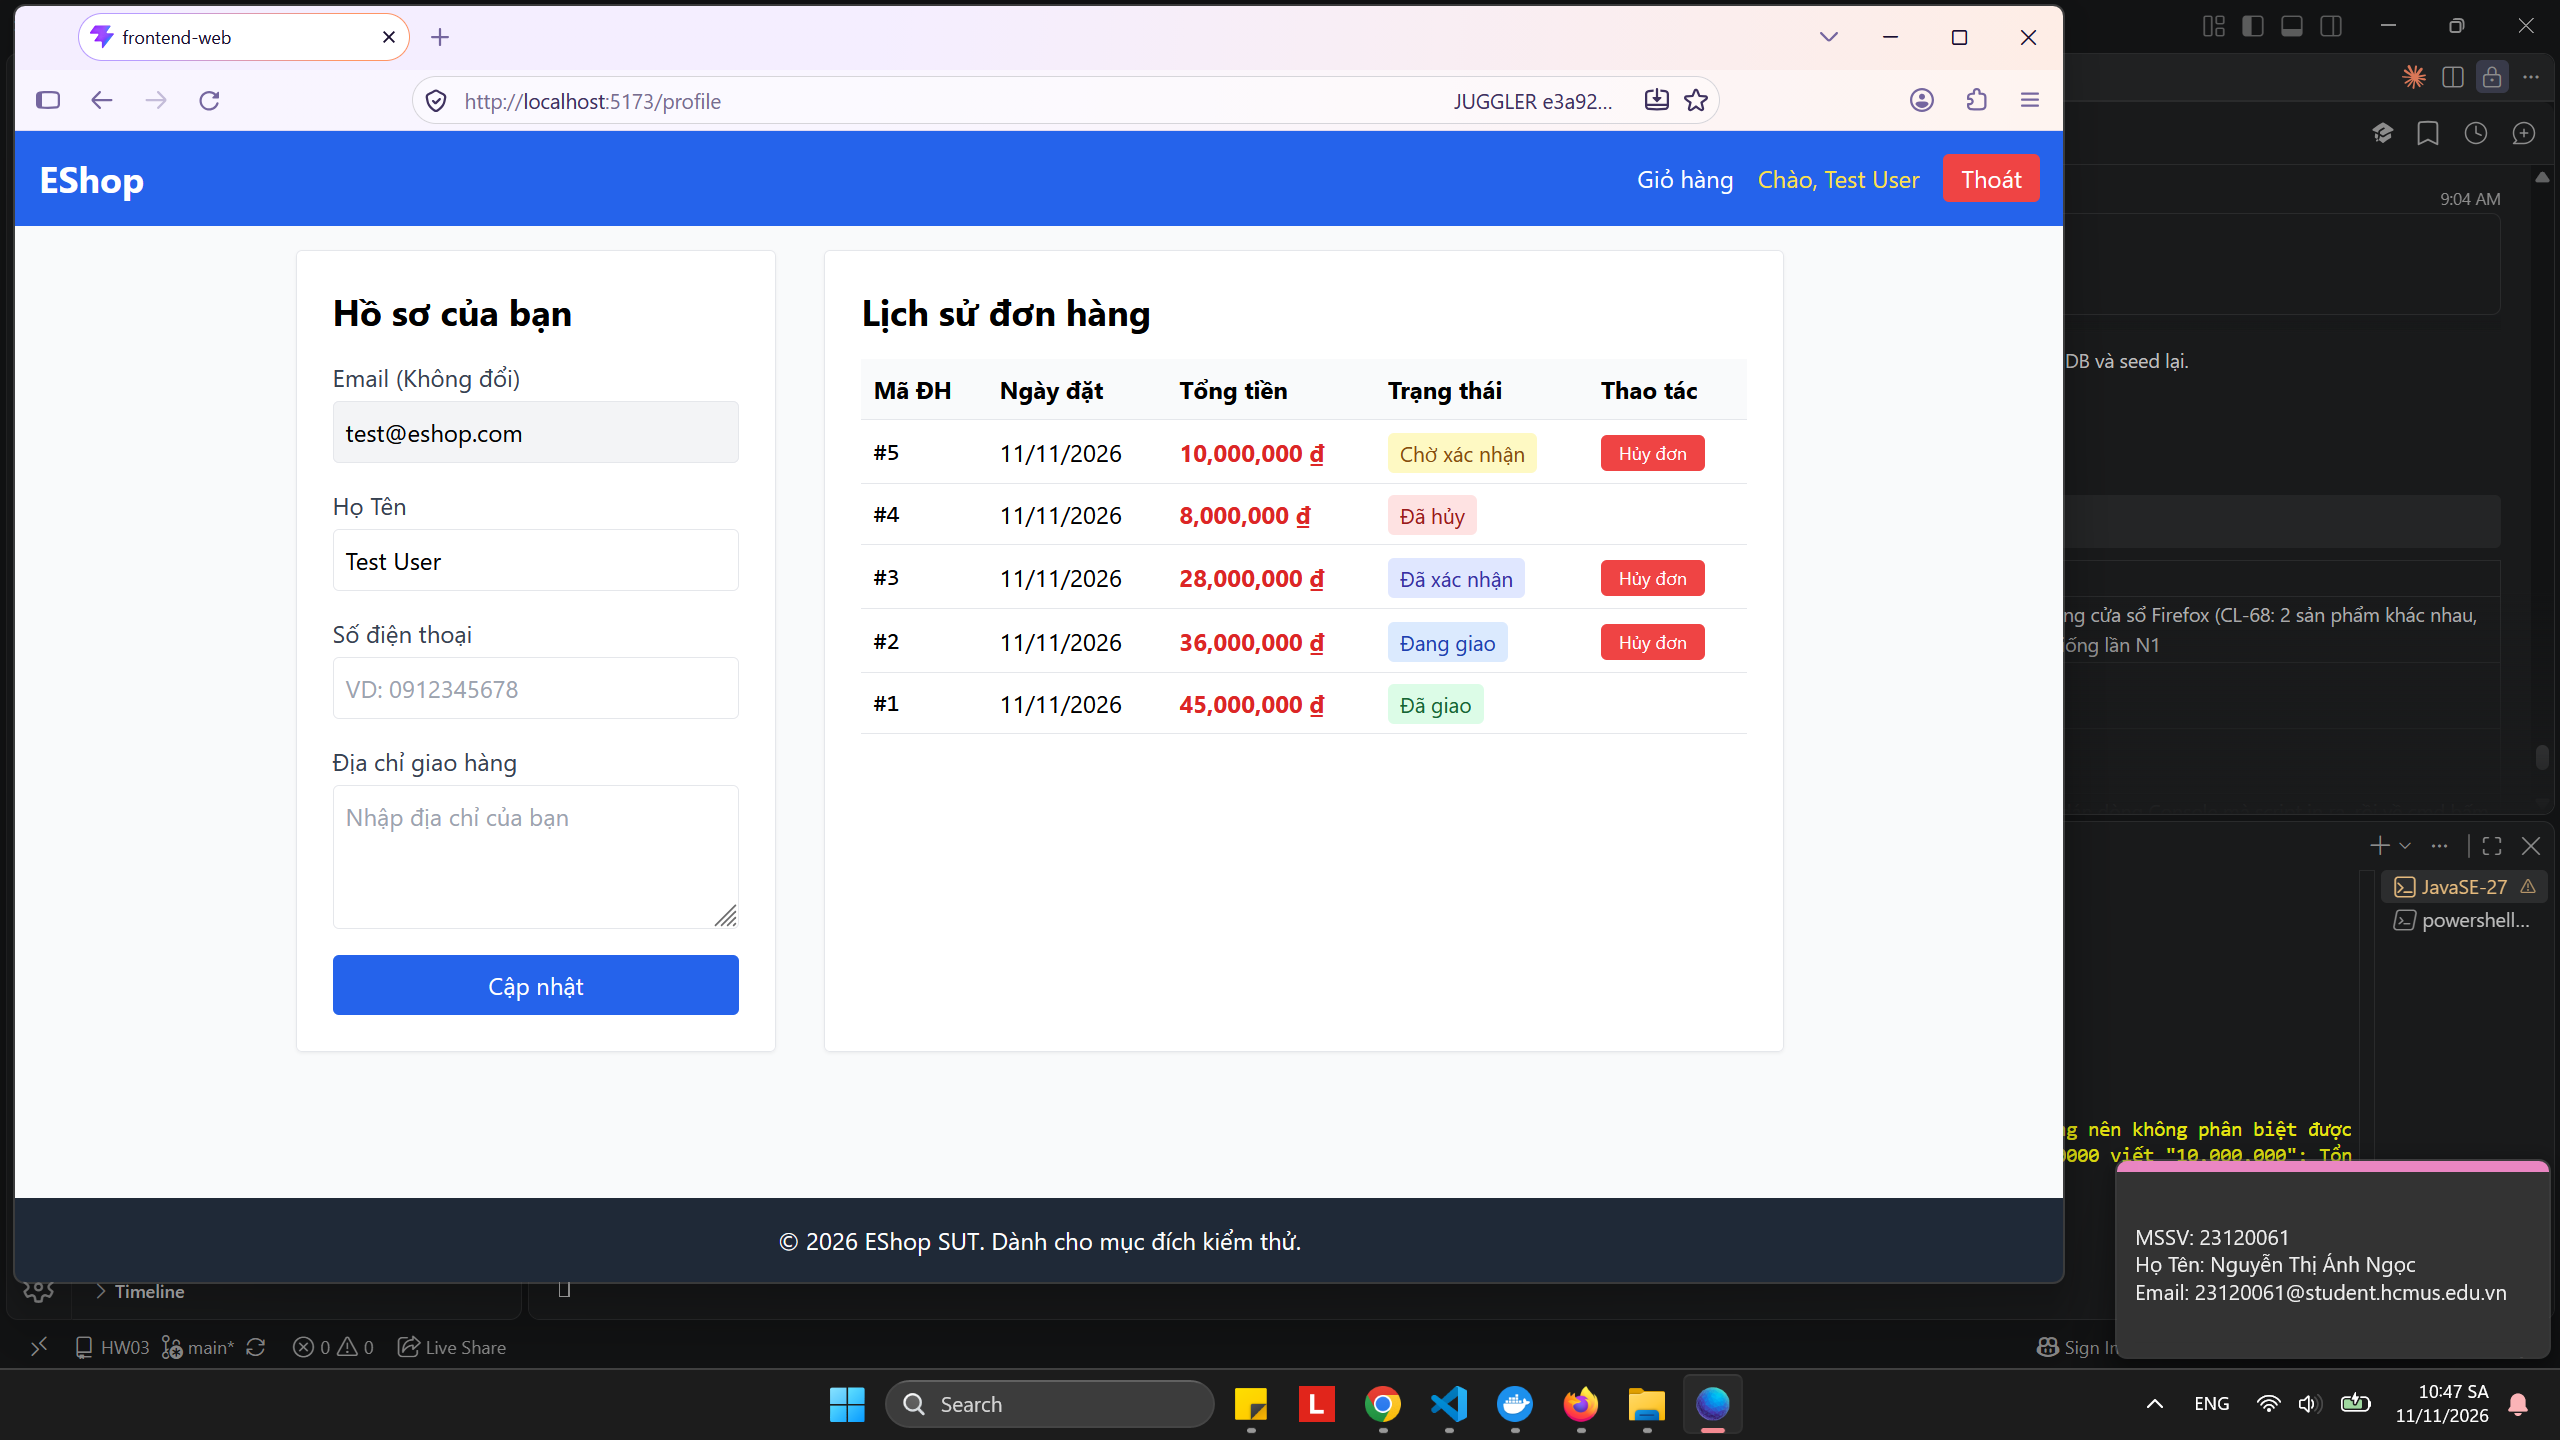 frontend-web
http://localhost:5173/profile
JUGGLER e3a92...
EShop
Giỏ hàng
Chào, Test User
Thoát
Hồ sơ của bạn
Email (Không đổi)
test@eshop.com
Họ Tên
Test User
Số điện thoại
VD: 0912345678
Địa chỉ giao hàng
Nhập địa chỉ của bạn
Cập nhật
Lịch sử đơn hàng
Mã ĐH Ngày đặt Tổng tiền Trạng thái Thao tác
#5 11/11/2026 10,000,000 ₫ Chờ xác nhận Hủy đơn
#4 11/11/2026 8,000,000 ₫ Đã hủy
#3 11/11/2026 28,000,000 ₫ Đã xác nhận Hủy đơn
#2 11/11/2026 36,000,000 ₫ Đang giao Hủy đơn
#1 11/11/2026 45,000,000 ₫ Đã giao
© 2026 EShop SUT. Dành cho mục đích kiểm thử.
9:04 AM
DB và seed lại.
cửa sổ Firefox (CL-68: 2 sản phẩm khác nhau,
lần N1
JavaSE-27
powershell...
nên không phân biệt được
viết "10.000.000": Tổn
MSSV: 23120061
Họ Tên: Nguyễn Thị Ánh Ngọc
Email: 23120061@student.hcmus.edu.vn
Timeline
HW03 main* 0 0 Live Share
Sign In
Search
ENG
10:47 SA
11/11/2026